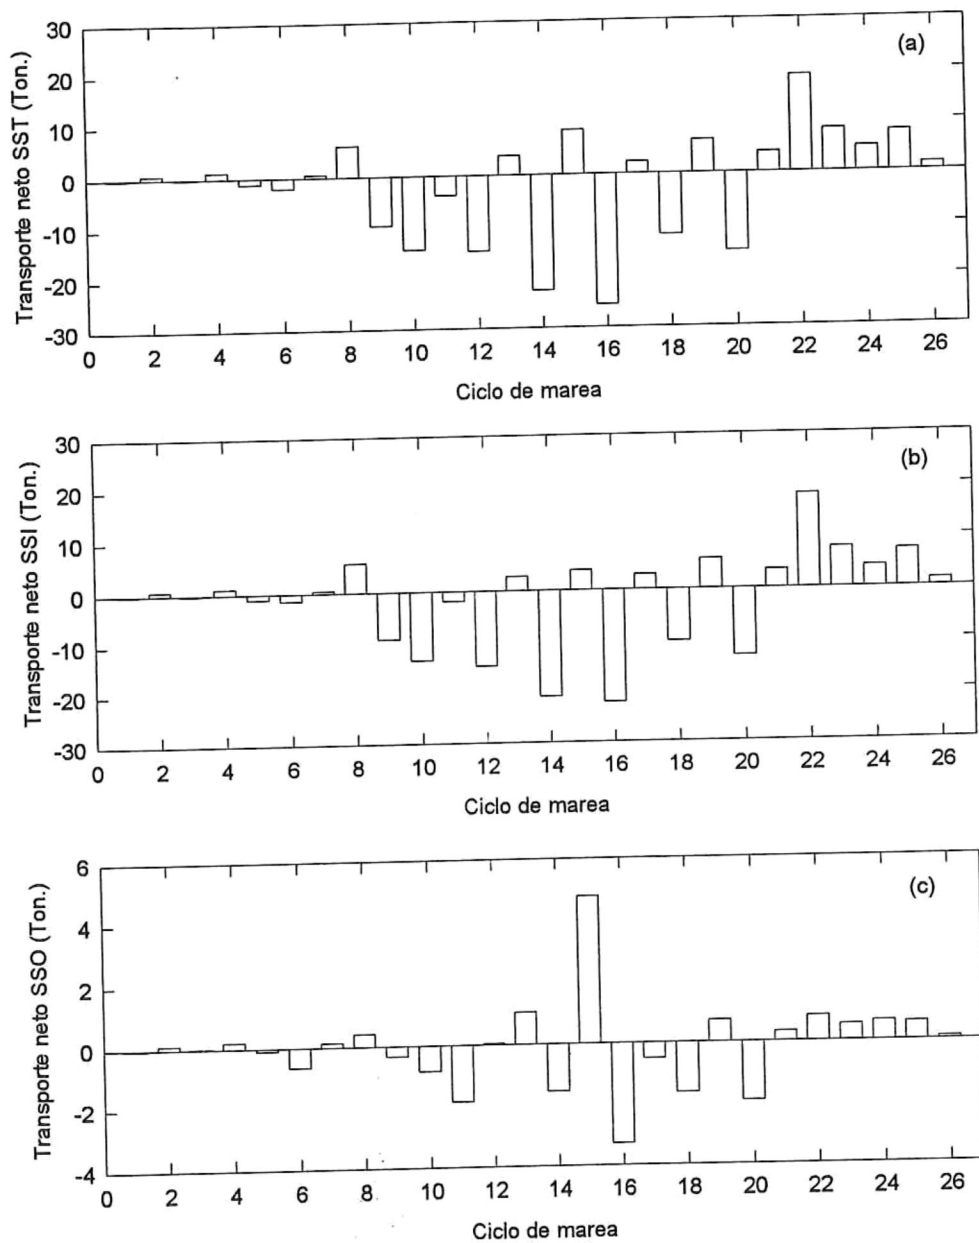 (a)
Transporte neto SST (Ton.)
30
20
10
0
-10
-20
-30
0 2 4 6 8 10 12 14 16 18 20 22 24 26
Ciclo de marea
(b)
Transporte neto SSI (Ton.)
30
20
10
0
-10
-20
-30
0 2 4 6 8 10 12 14 16 18 20 22 24 26
Ciclo de marea
(c)
Transporte neto SSO (Ton.)
6
4
2
0
-2
-4
0 2 4 6 8 10 12 14 16 18 20 22 24 26
Ciclo de marea